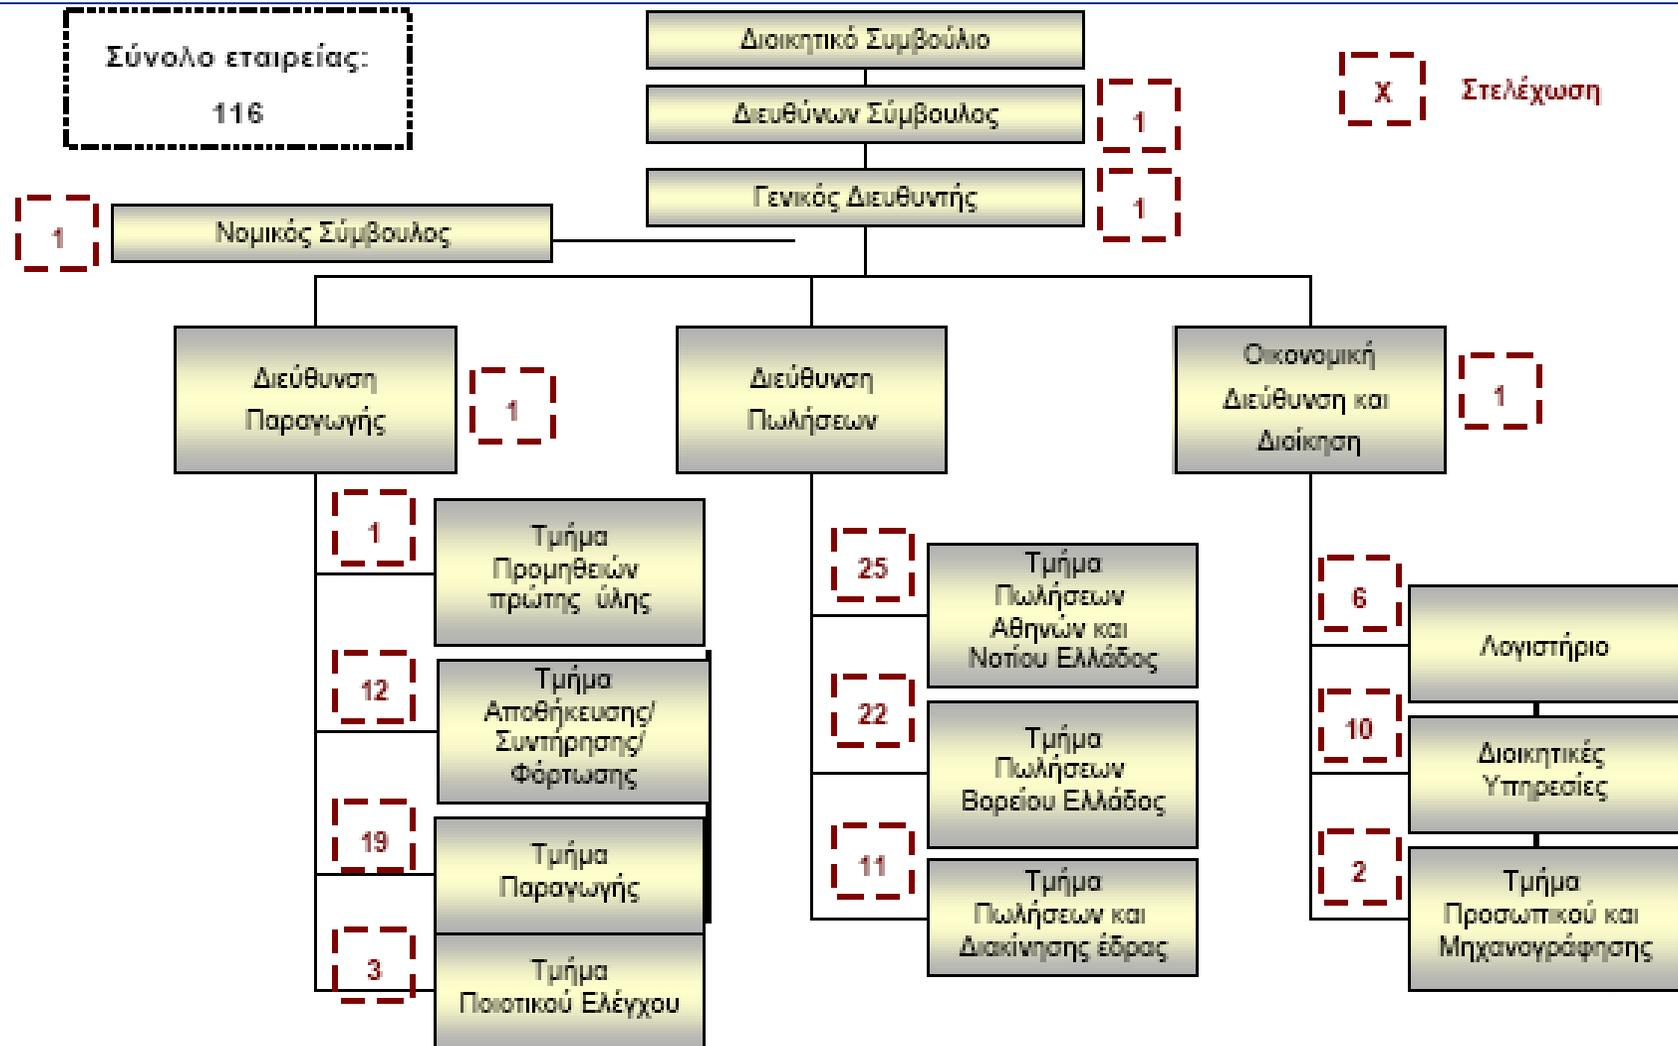 Σύνολο εταιρείας:
116
Διοικητικό Συμβούλιο
Διευθύνων Σύμβουλος
1
Χ
Στελέχωση
Γενικός Διευθυντής
1
1
Νομικός Σύμβουλος
Διεύθυνση
Παραγωγής
1
Διεύθυνση
Πωλήσεων
Οικονομική
Διεύθυνση και
Διοίκηση
1
1
Τμήμα
Προμηθειών
πρώτης ύλης
12
Τμήμα
Αποθήκευσης/
Συντήρησης/
Φόρτωσης
19
Τμήμα
Παραγωγής
3
Τμήμα
Ποιοτικού Ελέγχου
25
Τμήμα
Πωλήσεων
Αθηνών και
Νοτίου Ελλάδος
22
Τμήμα
Πωλήσεων
Βορείου Ελλάδος
11
Τμήμα
Πωλήσεων και
Διακίνησης έδρας
6
Λογιστήριο
10
Διοικητικές
Υπηρεσίες
2
Τμήμα
Προσωπικού και
Μηχανογράφησης